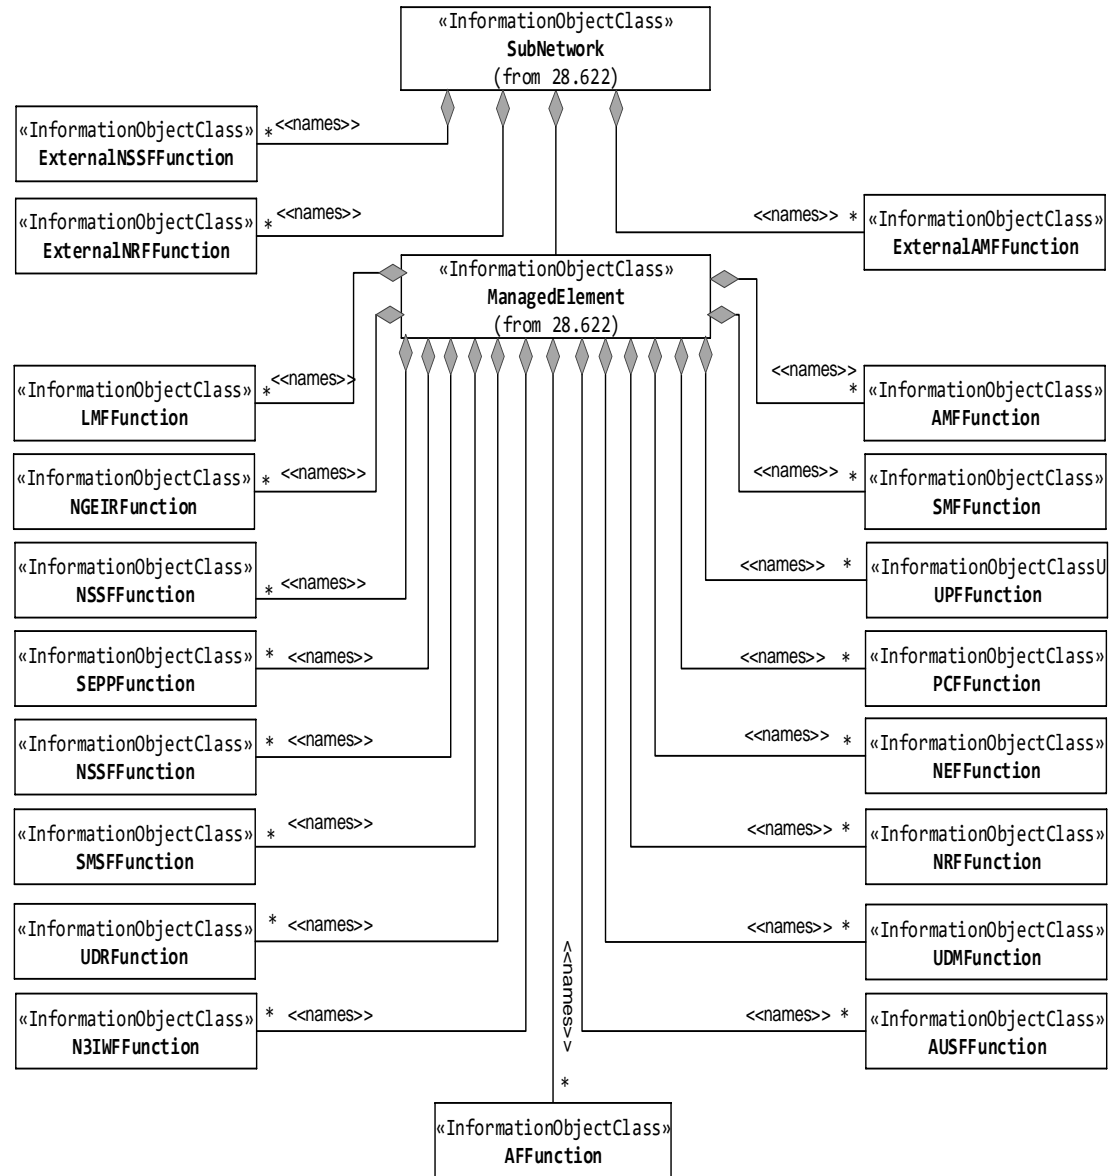 «InformationObjectClass»
SubNetwork
(from 28.622)
«InformationObjectClass»
ExternalNSSFFunction
* <<names>>
«InformationObjectClass»
ExternalNRFFunction
* <<names>>
<<names>> *
«InformationObjectClass»
ExternalAMFFunction
«InformationObjectClass»
ManagedElement
(from 28.622)
«InformationObjectClass»
LMFFunction
* <<names>>
<<names>>
*
«InformationObjectClass»
AMFFunction
«InformationObjectClass»
NGEIRFunction
* <<names>>
<<names>> *
«InformationObjectClass»
SMFFunction
«InformationObjectClass»
NSSFFunction
* <<names>>
<<names>> *
«InformationObjectClassU
UPFFunction
«InformationObjectClass»
SEPPFunction
* <<names>>
<<names>> *
«InformationObjectClass»
PCFFunction
«InformationObjectClass»
NSSFFunction
* <<names>>
<<names>> *
«InformationObjectClass»
NEFFunction
«InformationObjectClass»
SMSFFunction
* <<names>>
<<names>> *
«InformationObjectClass»
NRFFunction
«InformationObjectClass»
UDRFunction
* <<names>>
<<names>> *
«InformationObjectClass»
UDMFunction
«InformationObjectClass»
N3IWFFunction
* <<names>>
<<names>> *
«InformationObjectClass»
AUSFFunction
<<names>> *
«InformationObjectClass»
AFFunction